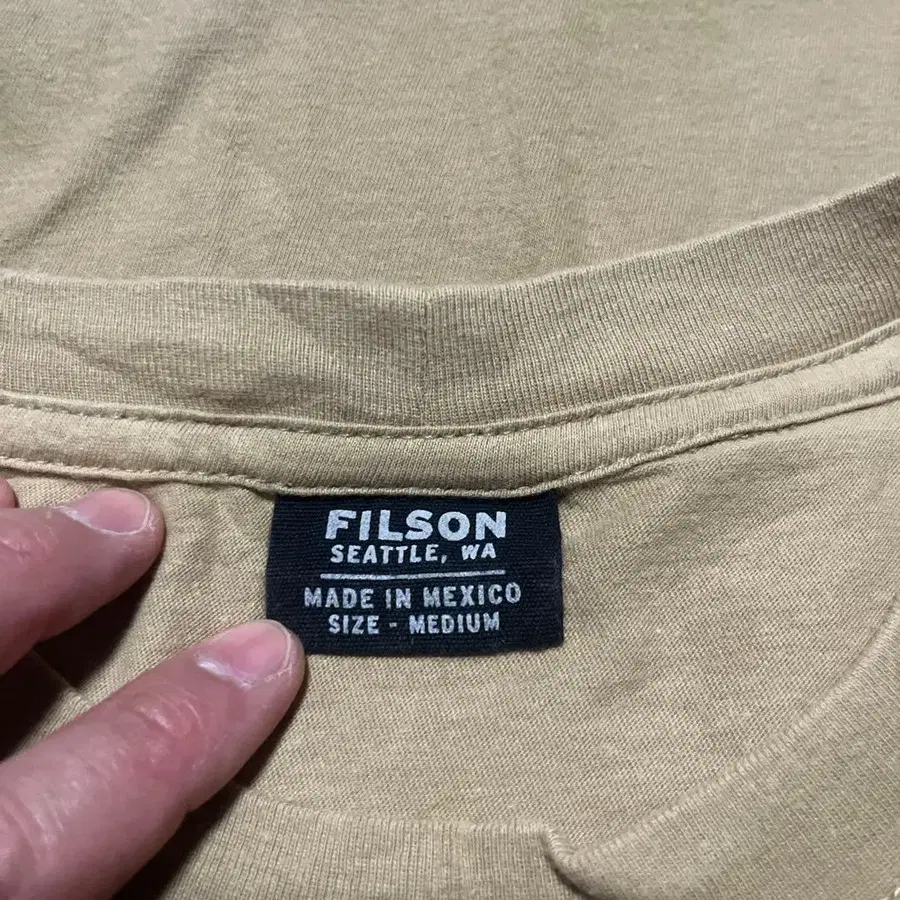 FILSON
SEATTLE, WA
MADE IN MEXICO
SIZE - MEDIUM